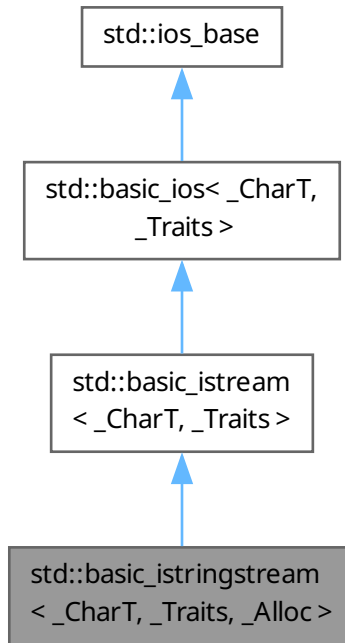 std::ios_base
std::basic_ios< _CharT,
_Traits >
std::basic_istream
< _CharT, _Traits >
std::basic_istringstream
< _CharT, _Traits, _Alloc >